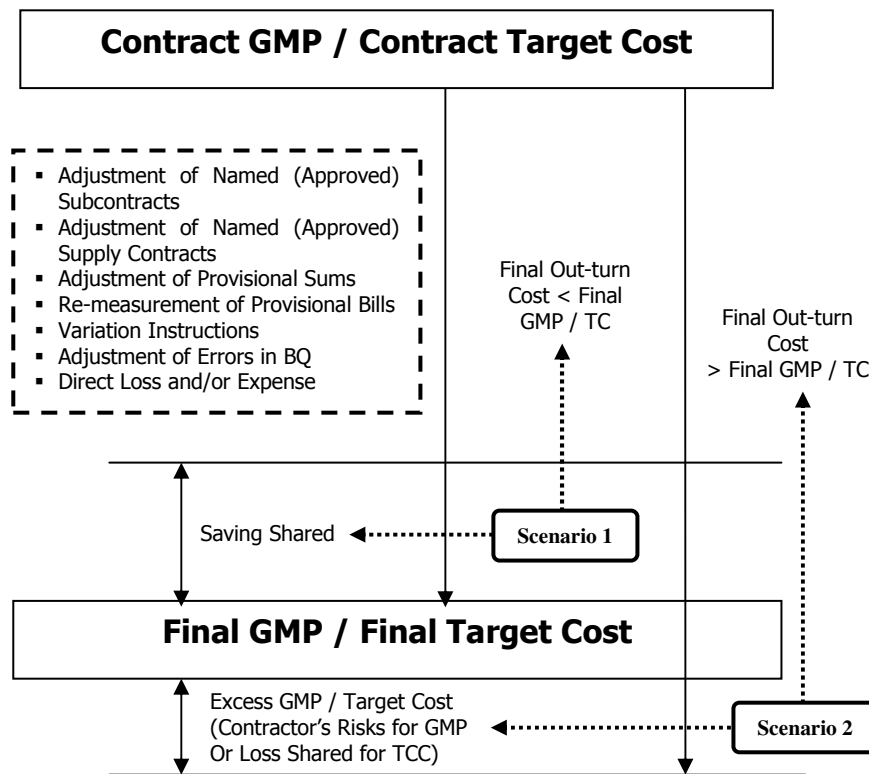 Contract GMP / Contract Target Cost
▪ Adjustment of Named (Approved)
Subcontracts
▪ Adjustment of Named (Approved)
Supply Contracts
▪ Adjustment of Provisional Sums
▪ Re-measurement of Provisional Bills
▪ Variation Instructions
▪ Adjustment of Errors in BQ
▪ Direct Loss and/or Expense
Final Out-turn
Cost < Final
GMP / TC
Final Out-turn
Cost
> Final GMP / TC
Saving Shared
Scenario 1
Final GMP / Final Target Cost
Excess GMP / Target Cost
(Contractor’s Risks for GMP
Or Loss Shared for TCC)
Scenario 2